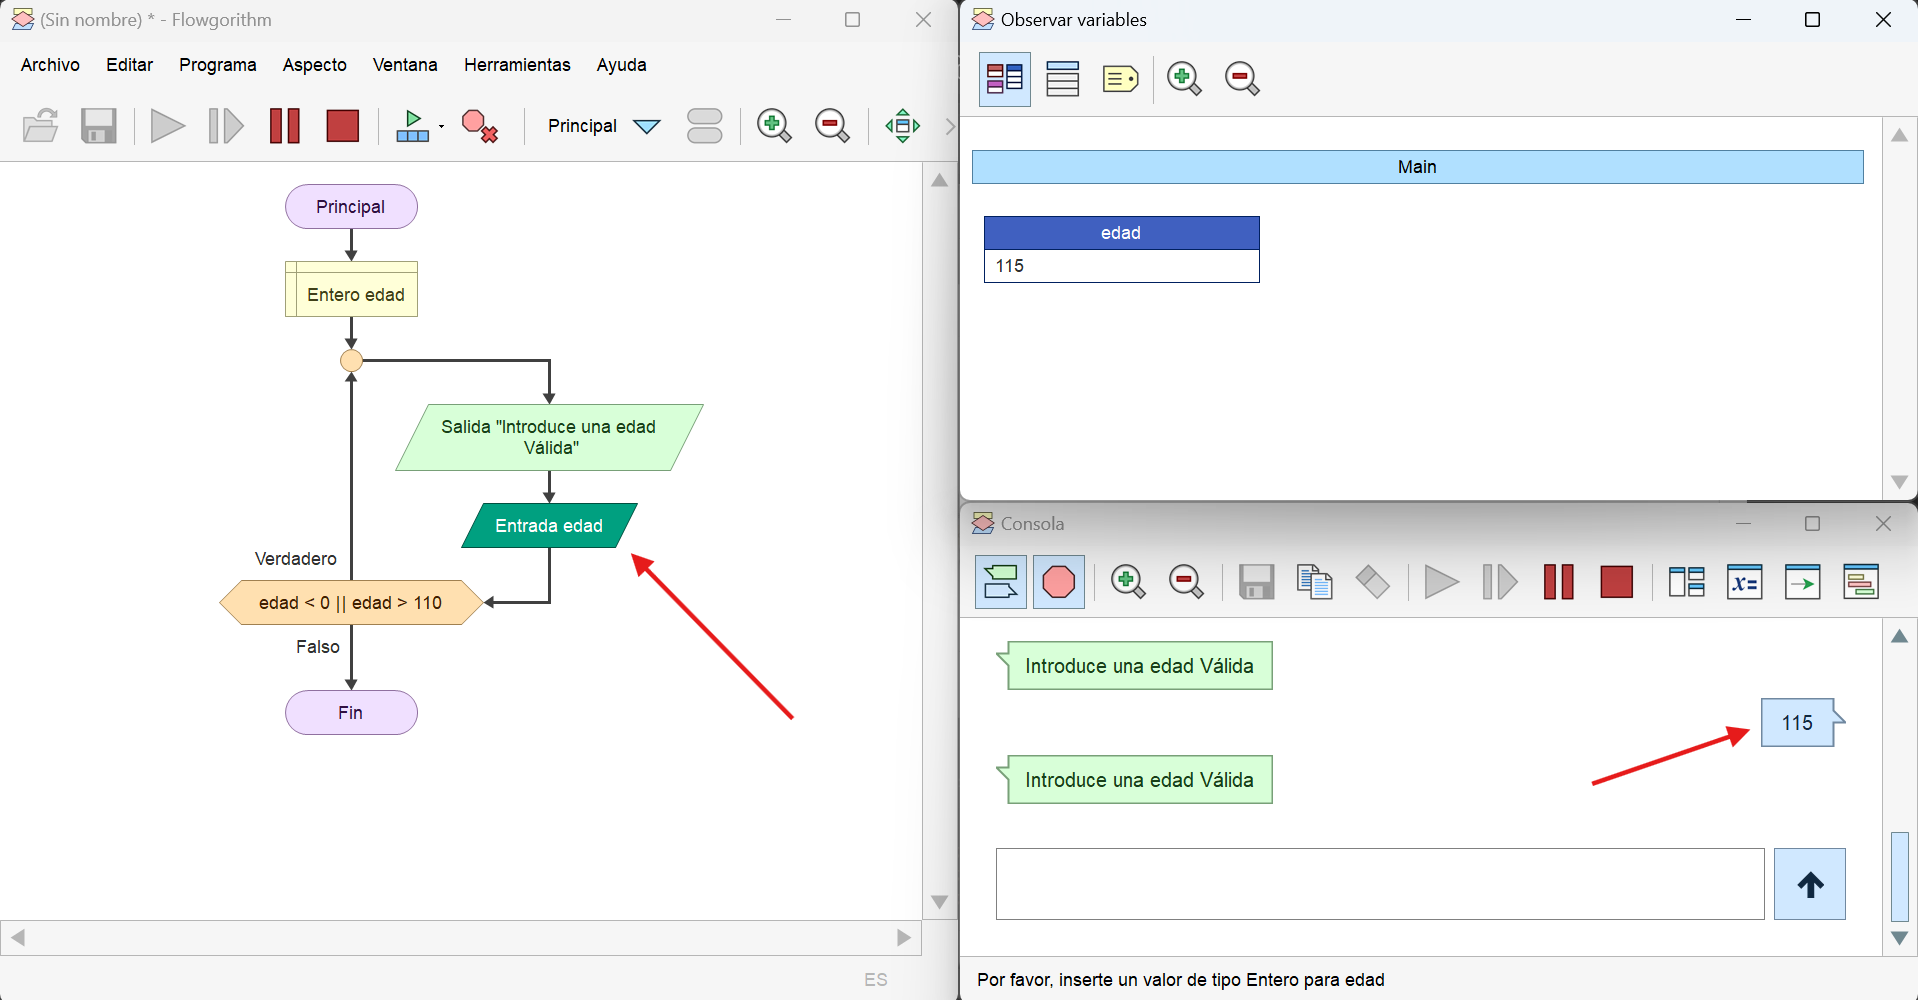 (Sin nombre) * - Flowgorithm
Archivo Editar Programa Aspecto Ventana Herramientas Ayuda
Principal
Principal
Entero edad
Salida "Introduce una edad
Válida"
Entrada edad
Verdadero
edad < 0 || edad > 110
Falso
Fin
ES
Observar variables
Main
edad
115
Consola
x=
Introduce una edad Válida
115
Introduce una edad Válida
Por favor, inserte un valor de tipo Entero para edad